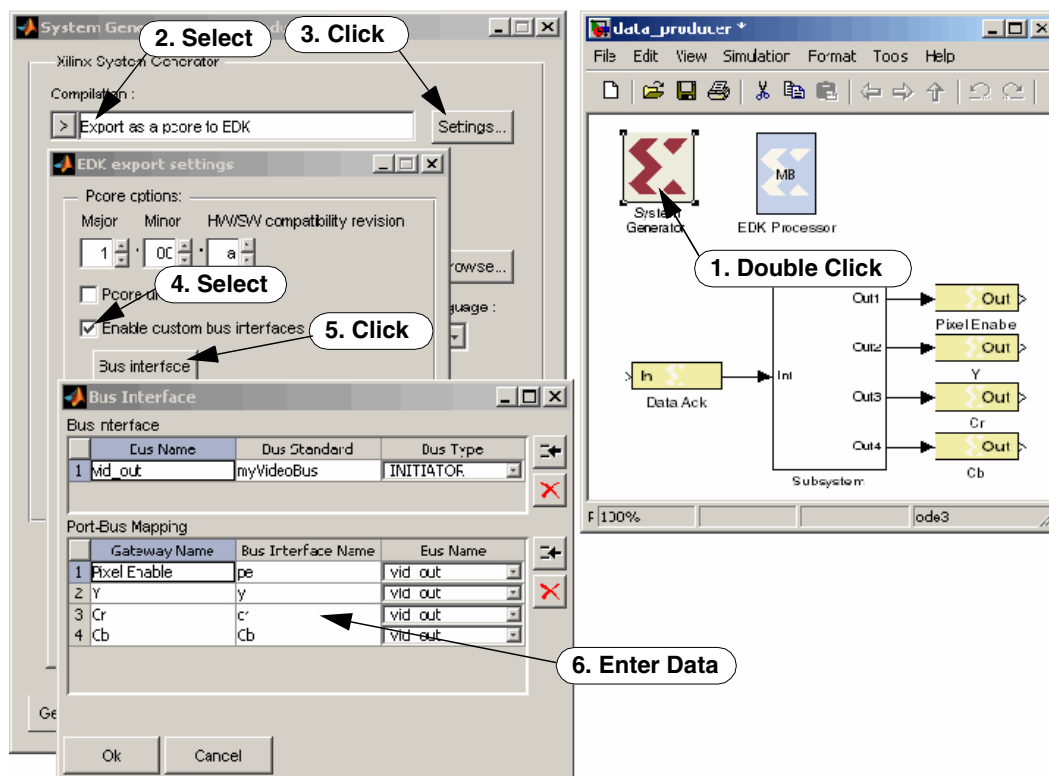 System Gen
2. Select
3. Click
Xilinx System Generator
Compilation :
> Export as a pcore to EDK
Settings...
EDK export settings
Pcore options:
Major Minor HW/SW compatibility revision
1 . 00 . a
Pcore
4. Select
Enable custom bus interfaces
5. Click
Bus interface
rowse...
guage :
Bus Interface
Bus Interface
Bus Name Bus Standard Bus Type
1 vid_out myVideoBus INITIATOR
Port-Bus Mapping
Gateway Name Bus Interface Name Bus Name
1 Pixel Enable pe vid_out
2 Y y vid_out
3 Cr cr vid_out
4 Cb Cb vid_out
6. Enter Data
Ge
Ok Cancel
data_producer *
File Edit View Simulation Format Tools Help
MB
System
Generator
EDK Processor
1. Double Click
Out1 Out
Pixel Enable
Out2 Out
Y
In In1
Data Ack
Out3 Out
Cr
Out4 Out
Cb
Subsystem
F 100% ode3